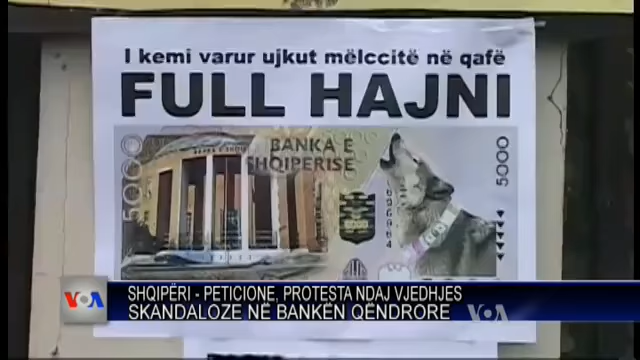 I kemi varur ujkut mëlccitë në qafë
FULL HAJNI
BANKA E SHQIPERISE
BANKA E SHQIPERISE
5000
5000
VOA
SHQIPËRI - PETICIONE, PROTESTA NDAJ VJEDHJES
SKANDALOZE NË BANKËN QËNDRORE
VOA